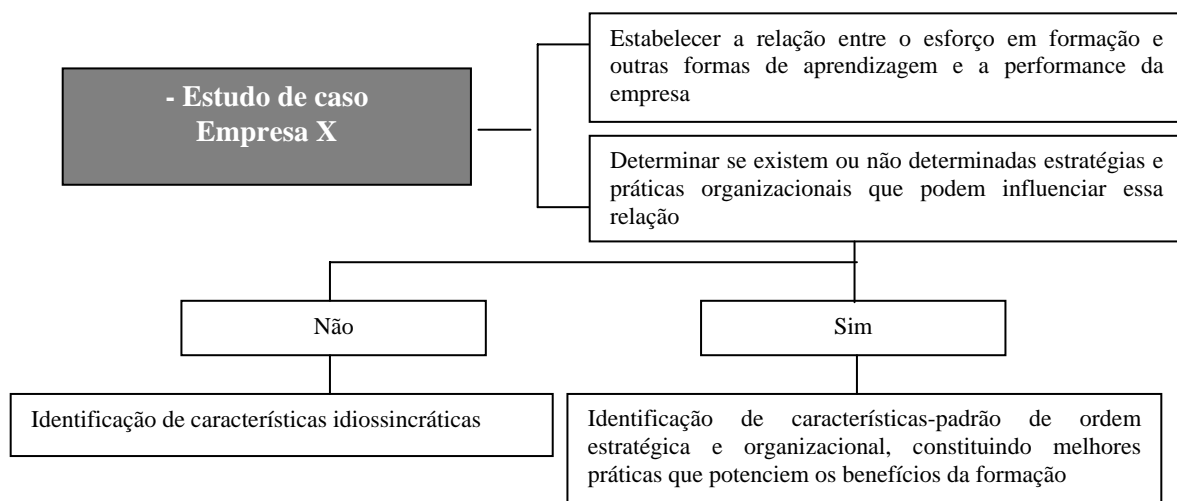 - Estudo de caso
Empresa X
Estabelecer a relação entre o esforço em formação e
outras formas de aprendizagem e a performance da
empresa
Determinar se existem ou não determinadas estratégias e
práticas organizacionais que podem influenciar essa
relação
Não
Sim
Identificação de características idiossincráticas
Identificação de características-padrão de ordem
estratégica e organizacional, constituindo melhores
práticas que potenciem os benefícios da formação